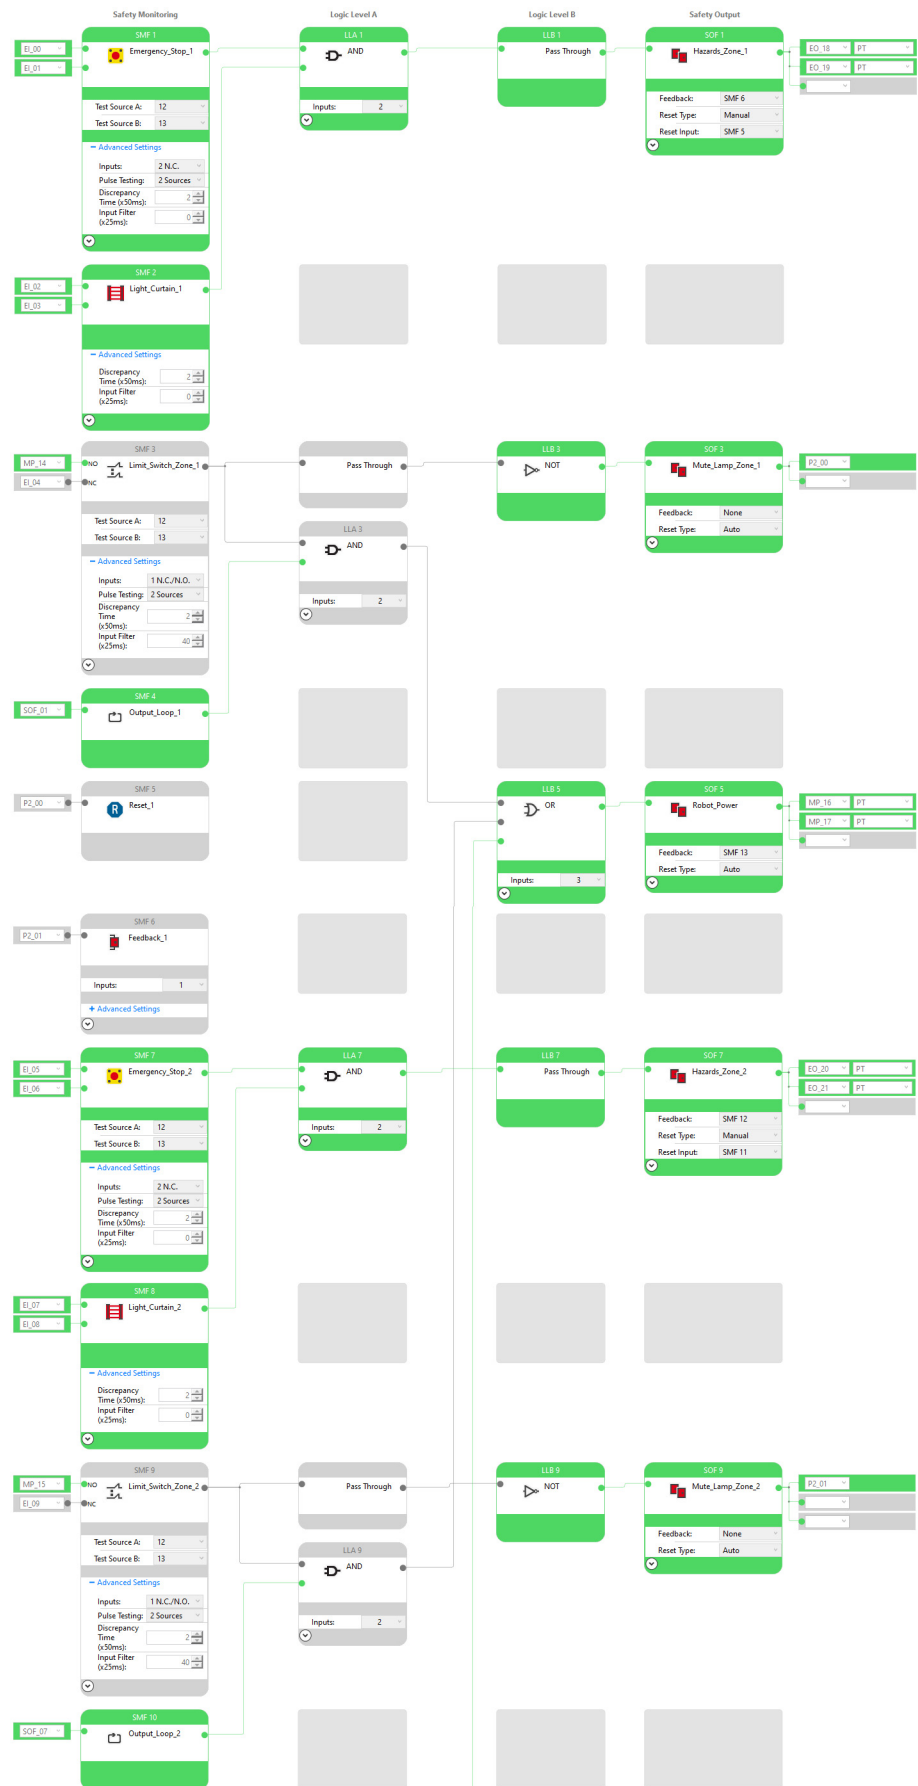 Safety Monitoring
Logic Level A
Logic Level B
Safety Output
SMF 1
EI_00
EI_01
Emergency_Stop_1
Test Source A: 12
Test Source B: 13
− Advanced Settings
Inputs: 2 N.C.
Pulse Testing: 2 Sources
Discrepancy
Time (x50ms): 2
Input Filter
(x25ms): 0
LLA 1
AND
Inputs: 2
LLB 1
Pass Through
SOF 1
Hazards_Zone_1
EO_18 PT
EO_19 PT
Feedback: SMF 6
Reset Type: Manual
Reset Input: SMF 5
SMF 2
EI_02
EI_03
Light_Curtain_1
− Advanced Settings
Discrepancy
Time (x50ms): 2
Input Filter
(x25ms): 0
SMF 3
MP_14
EI_04
NO
NC
Limit_Switch_Zone_1
Test Source A: 12
Test Source B: 13
− Advanced Settings
Inputs: 1 N.C./N.O.
Pulse Testing: 2 Sources
Discrepancy
Time
(x50ms): 2
Input Filter
(x25ms): 40
Pass Through
LLB 3
NOT
SOF 3
Mute_Lamp_Zone_1
P2_00
Feedback: None
Reset Type: Auto
LLA 3
AND
Inputs: 2
SMF 4
SOF_01
Output_Loop_1
SMF 5
P2_00
Reset_1
LLB 5
OR
Inputs: 3
SOF 5
Robot_Power
MP_16 PT
MP_17 PT
Feedback: SMF 13
Reset Type: Auto
SMF 6
P2_01
Feedback_1
Inputs: 1
+ Advanced Settings
SMF 7
EI_05
EI_06
Emergency_Stop_2
Test Source A: 12
Test Source B: 13
− Advanced Settings
Inputs: 2 N.C.
Pulse Testing: 2 Sources
Discrepancy
Time (x50ms): 2
Input Filter
(x25ms): 0
LLA 7
AND
Inputs: 2
LLB 7
Pass Through
SOF 7
Hazards_Zone_2
EO_20 PT
EO_21 PT
Feedback: SMF 12
Reset Type: Manual
Reset Input: SMF 11
SMF 8
EI_07
EI_08
Light_Curtain_2
− Advanced Settings
Discrepancy
Time (x50ms): 2
Input Filter
(x25ms): 0
SMF 9
MP_15
EI_09
NO
NC
Limit_Switch_Zone_2
Test Source A: 12
Test Source B: 13
− Advanced Settings
Inputs: 1 N.C./N.O.
Pulse Testing: 2 Sources
Discrepancy
Time
(x50ms): 2
Input Filter
(x25ms): 40
Pass Through
LLB 9
NOT
SOF 9
Mute_Lamp_Zone_2
P2_01
Feedback: None
Reset Type: Auto
LLA 9
AND
Inputs: 2
SMF 10
SOF_07
Output_Loop_2